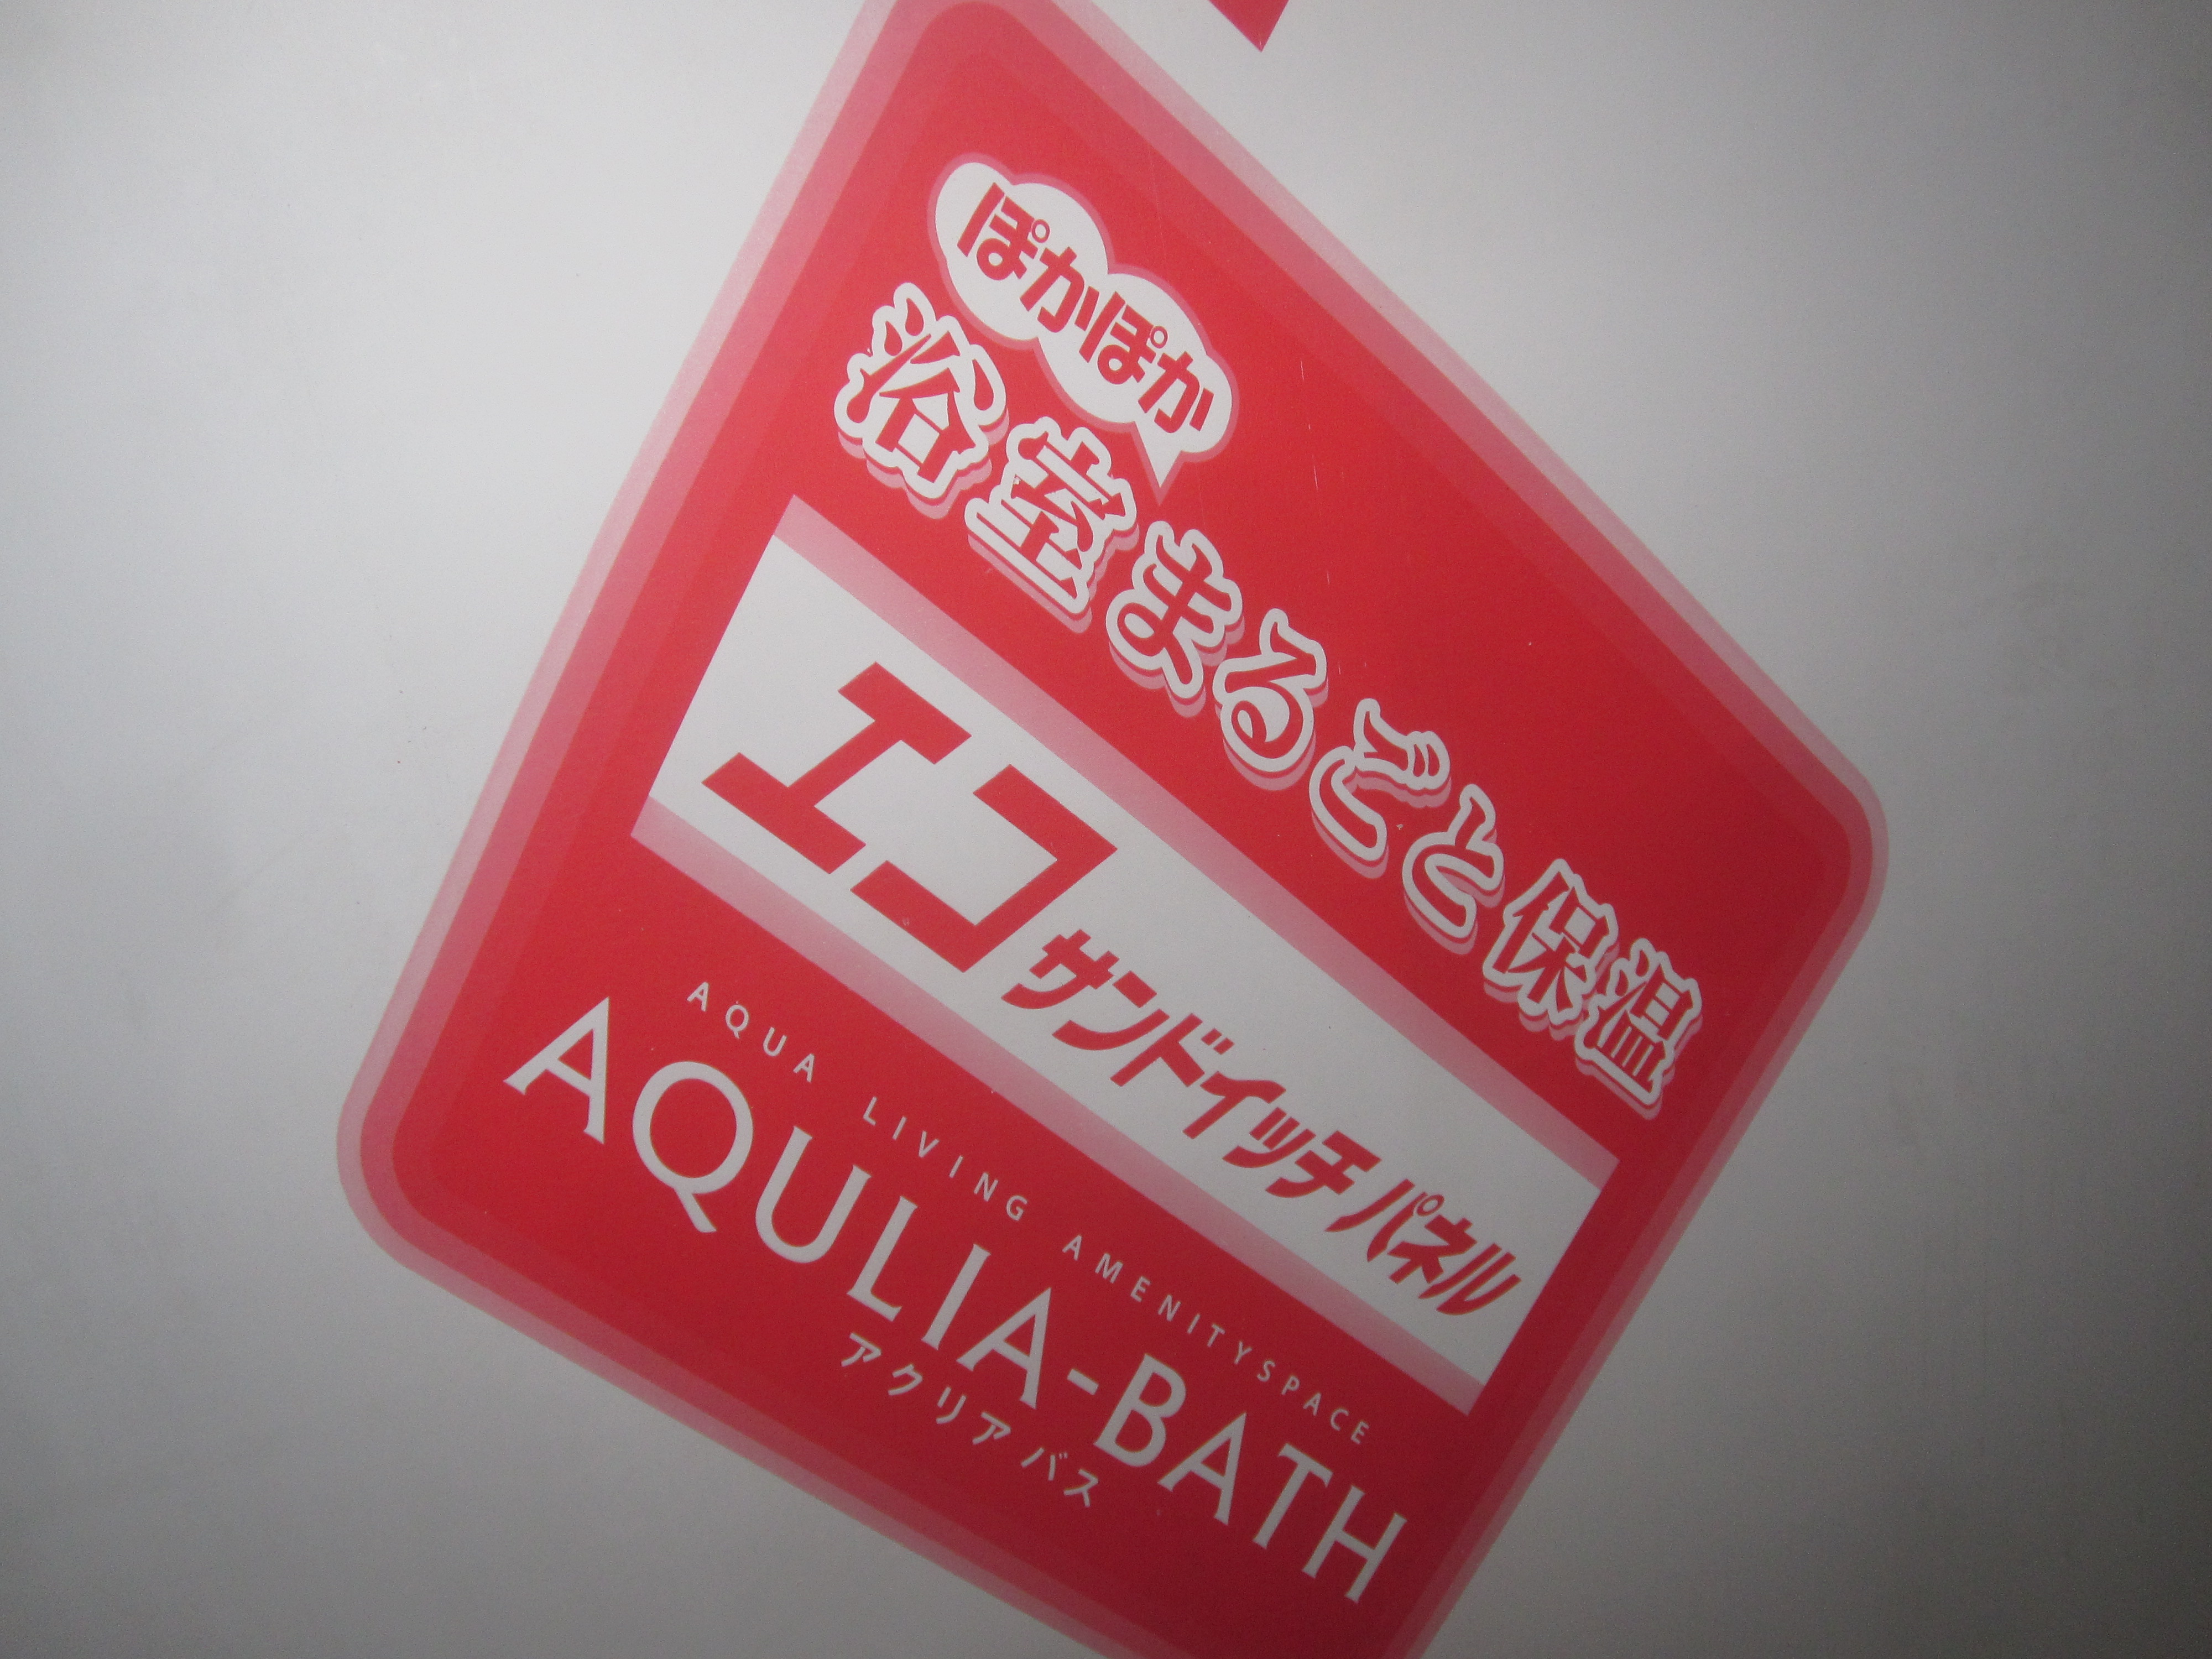 ぽかぽか
浴室まるごと保温
エコサンドイッチパネル
AQUA LIVING AMENITYSPACE
AQULIA-BATH
アクリアバス